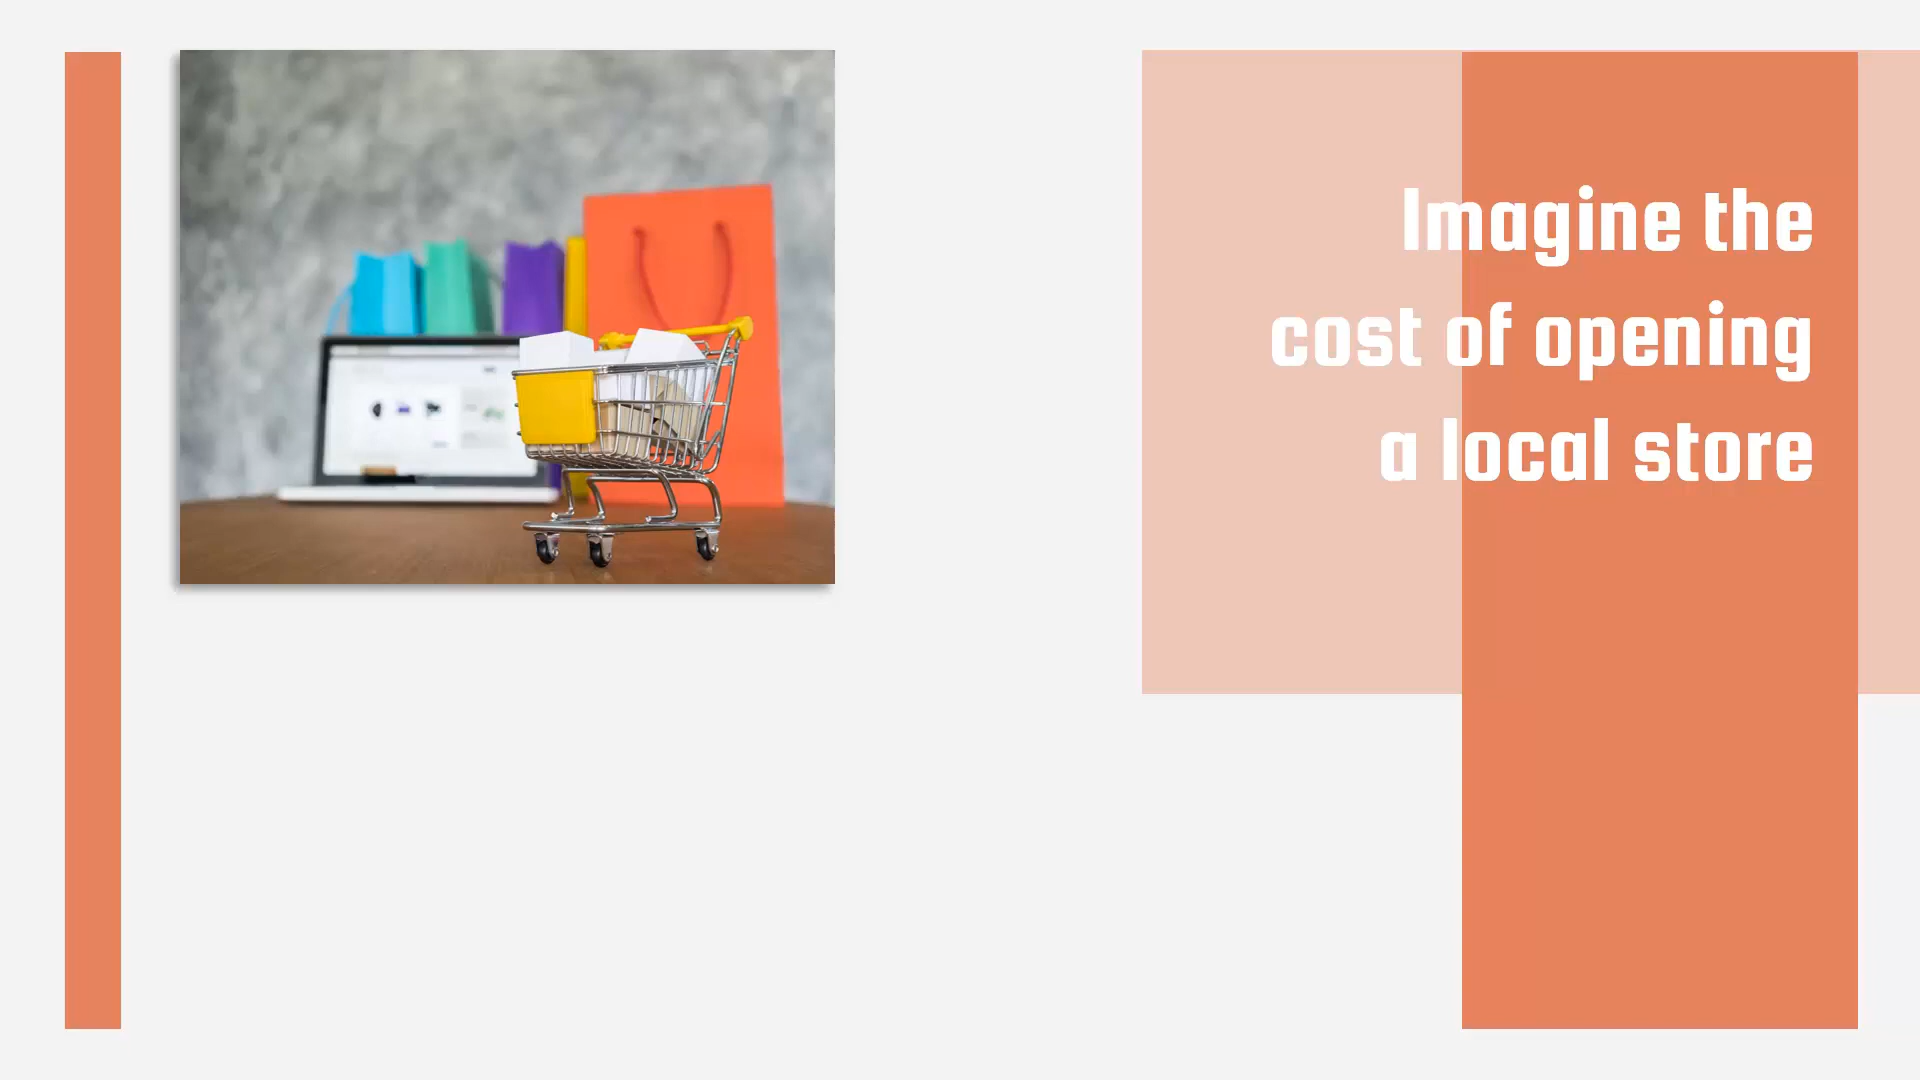 Imagine the
cost of opening
a local store